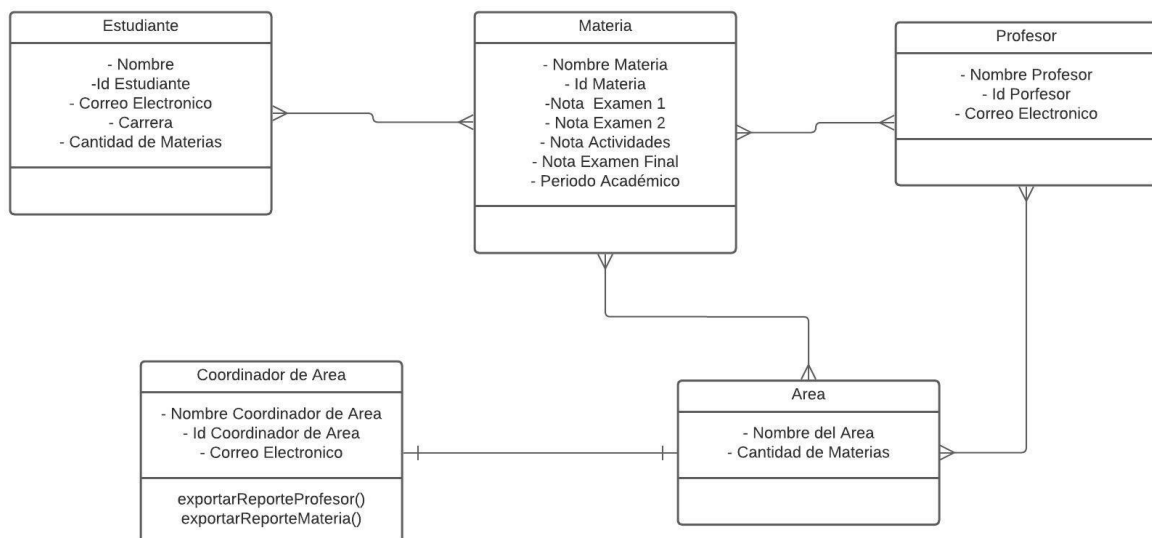 Estudiante
- Nombre
-Id Estudiante
- Correo Electronico
- Carrera
- Cantidad de Materias
Materia
- Nombre Materia
- Id Materia
-Nota  Examen 1
- Nota Examen 2
- Nota Actividades
- Nota Examen Final
- Periodo Académico
Profesor
- Nombre Profesor
- Id Porfesor
- Correo Electronico
Coordinador de Area
- Nombre Coordinador de Area
- Id Coordinador de Area
- Correo Electronico
exportarReporteProfesor()
exportarReporteMateria()
Area
- Nombre del Area
- Cantidad de Materias